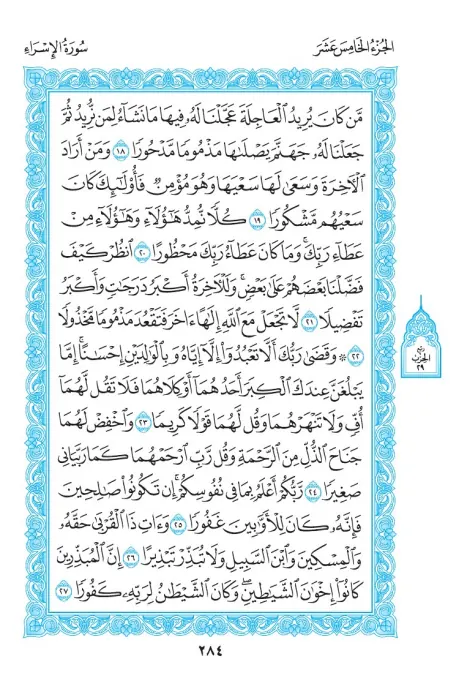 الجُزْءُ الخَامِسَ عَشَرَ
سُورَةُ الإِسْرَاءِ
مَّن كَانَ يُرِيدُ ٱلْعَاجِلَةَ عَجَّلْنَا لَهُۥ فِيهَا مَا نَشَآءُ لِمَن نُّرِيدُ ثُمَّ
جَعَلْنَا لَهُۥ جَهَنَّمَ يَصْلَىٰهَا مَذْمُومًا مَّدْحُورًا ١٨ وَمَنْ أَرَادَ
ٱلْأَخِرَةَ وَسَعَىٰ لَهَا سَعْيَهَا وَهُوَ مُؤْمِنٌ فَأُو۟لَٰٓئِكَ كَانَ
سَعْيُهُم مَّشْكُورًا ١٩ كُلًّا نُّمِدُّ هَٰٓؤُلَآءِ وَهَٰٓؤُلَآءِ مِنْ
عَطَآءِ رَبِّكَ ۚ وَمَا كَانَ عَطَآءُ رَبِّكَ مَحْظُورًا ٢٠ ٱنظُرْ كَيْفَ
فَضَّلْنَا بَعْضَهُمْ عَلَىٰ بَعْضٍ ۚ وَلَلْأَخِرَةُ أَكْبَرُ دَرَجَٰتٍ وَأَكْبَرُ
تَفْضِيلًا ٢١ لَّا تَجْعَلْ مَعَ ٱللَّهِ إِلَٰهًا ءَاخَرَ فَتَقْعُدَ مَذْمُومًا مَّخْذُولًا
٢٢ ۞ وَقَضَىٰ رَبُّكَ أَلَّا تَعْبُدُوٓا۟ إِلَّآ إِيَّاهُ وَبِٱلْوَٰلِدَيْنِ إِحْسَٰنًا ۚ إِمَّا
يَبْلُغَنَّ عِندَكَ ٱلْكِبَرَ أَحَدُهُمَآ أَوْ كِلَاهُمَا فَلَا تَقُل لَّهُمَآ
أُفٍّ وَلَا تَنْهَرْهُمَا وَقُل لَّهُمَا قَوْلًا كَرِيمًا ٢٣ وَٱخْفِضْ لَهُمَا
جَنَاحَ ٱلذُّلِّ مِنَ ٱلرَّحْمَةِ وَقُل رَّبِّ ٱرْحَمْهُمَا كَمَا رَبَّيَانِى
صَغِيرًا ٢٤ رَّبُّكُمْ أَعْلَمُ بِمَا فِى نُفُوسِكُمْ ۚ إِن تَكُونُوا۟ صَٰلِحِينَ
فَإِنَّهُۥ كَانَ لِلْأَوَّٰبِينَ غَفُورًا ٢٥ وَءَاتِ ذَا ٱلْقُرْبَىٰ حَقَّهُۥ
وَٱلْمِسْكِينَ وَٱبْنَ ٱلسَّبِيلِ وَلَا تُبَذِّرْ تَبْذِيرًا ٢٦ إِنَّ ٱلْمُبَذِّرِينَ
كَانُوٓا۟ إِخْوَٰنَ ٱلشَّيَٰطِينِ ۖ وَكَانَ ٱلشَّيْطَٰنُ لِرَبِّهِۦ كَفُورًا ٢٧
ربع
الحزب
٢٩
٢٨٤